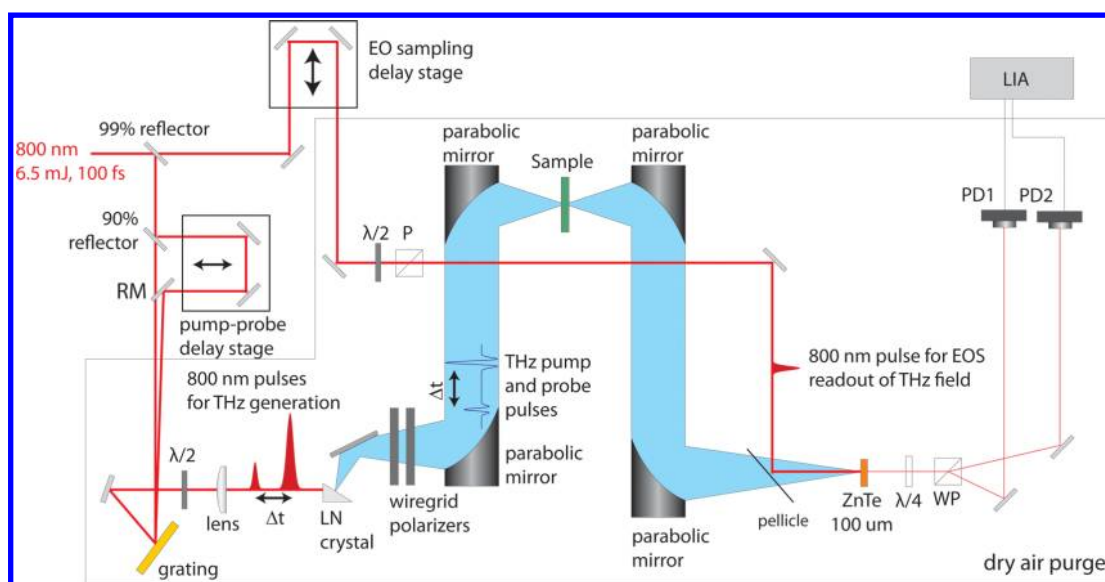 EO sampling
delay stage
LIA
99% reflector
800 nm
6.5 mJ, 100 fs
parabolic
mirror
Sample
parabolic
mirror
PD1
PD2
90%
reflector
λ/2
P
RM
pump-probe
delay stage
THz pump
and probe
pulses
Δt
800 nm pulse for EOS
readout of THz field
800 nm pulses
for THz generation
λ/2
parabolic
mirror
lens
Δt
LN
crystal
wiregrid
polarizers
pellicle
ZnTe
100 um
λ/4
WP
parabolic
mirror
grating
dry air purge